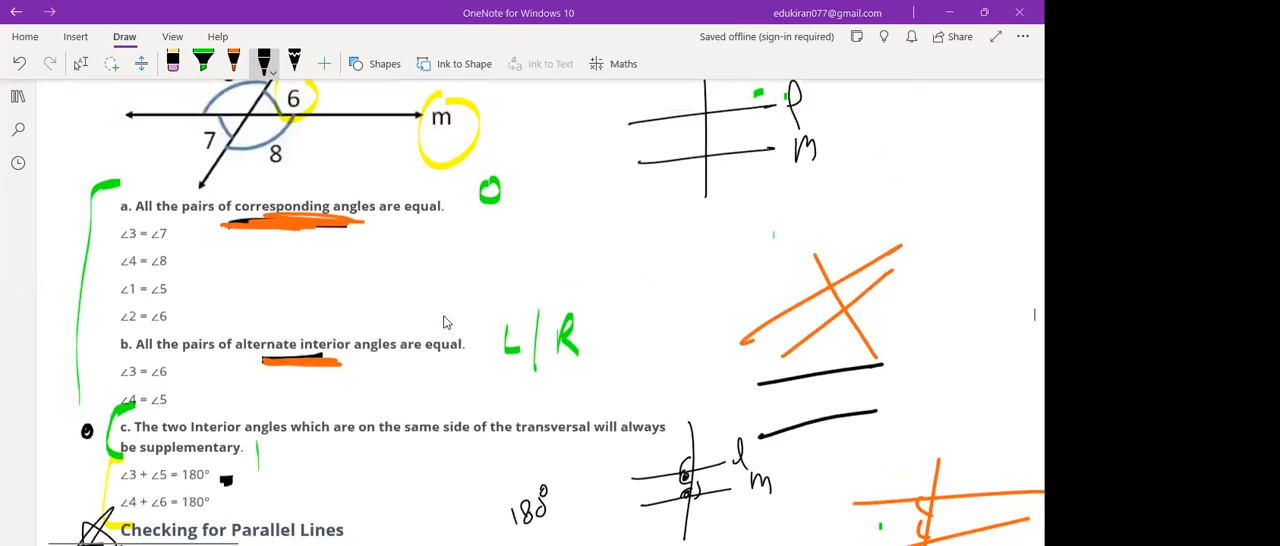 OneNote for Windows 10
edukiran077@gmail.com
Home Insert Draw View Help
Saved offline (sign-in required)
Share
Shapes
Ink to Shape
Ink to Text
Maths
6
m
7
8
l
m
a. All the pairs of corresponding angles are equal.
∠3 = ∠7
∠4 = ∠8
∠1 = ∠5
∠2 = ∠6
L | R
b. All the pairs of alternate interior angles are equal.
∠3 = ∠6
∠4 = ∠5
c. The two Interior angles which are on the same side of the transversal will always
be supplementary.
l
m
∠3 + ∠5 = 180°
∠4 + ∠6 = 180°
180°
Checking for Parallel Lines